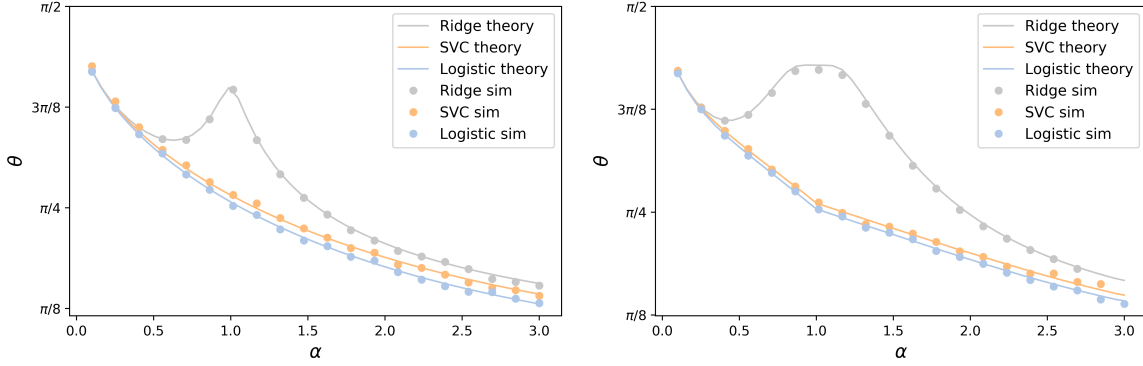 π/2
3π/8
π/4
π/8
θ
0.0 0.5 1.0 1.5 2.0 2.5 3.0
α
Ridge theory
SVC theory
Logistic theory
Ridge sim
SVC sim
Logistic sim
π/2
3π/8
π/4
π/8
θ
0.0 0.5 1.0 1.5 2.0 2.5 3.0
α
Ridge theory
SVC theory
Logistic theory
Ridge sim
SVC sim
Logistic sim